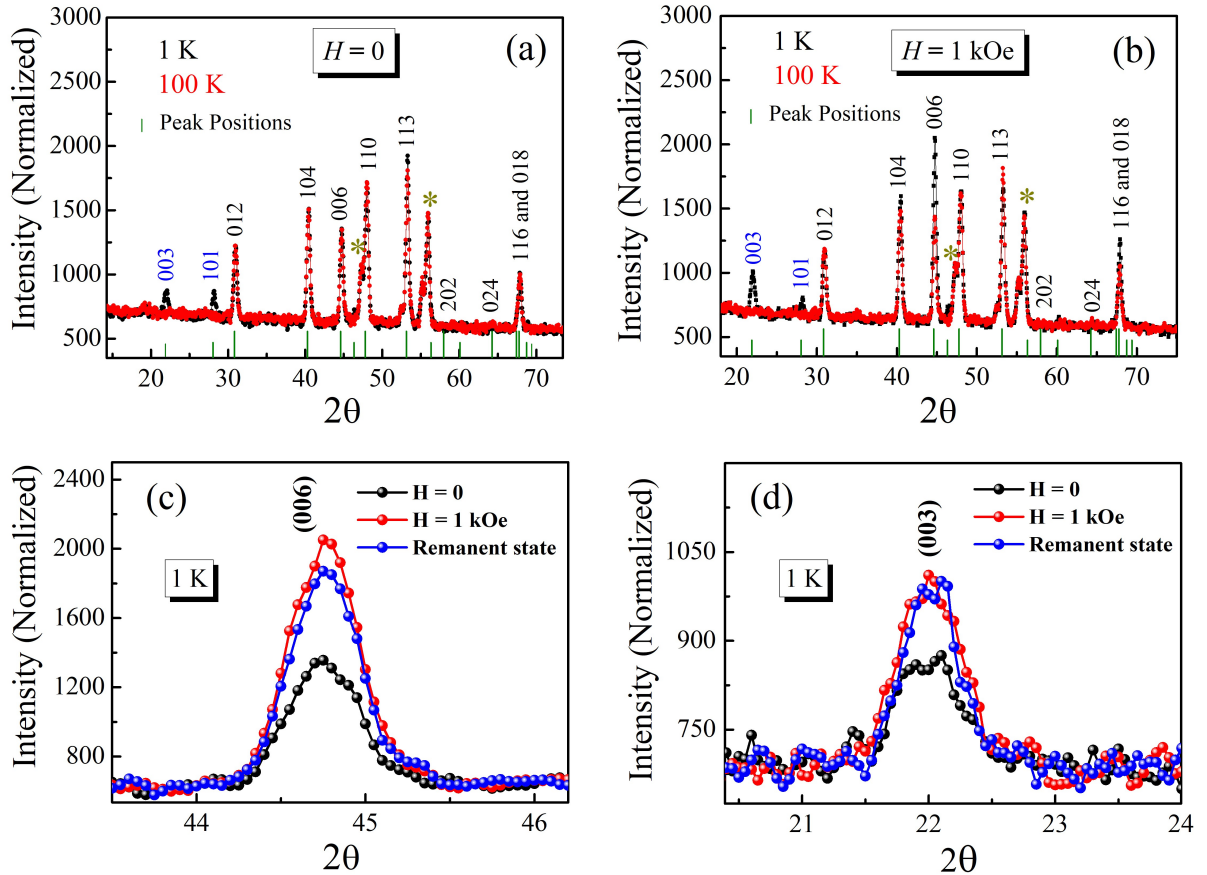 (a)
H = 0
1 K
100 K
Peak Positions
Intensity (Normalized)
3000
2500
2000
1500
1000
500
003
101
012
104
006
*
110
113
*
202
024
116 and 018
20 30 40 50 60 70
2θ
(b)
H = 1 kOe
1 K
100 K
Peak Positions
Intensity (Normalized)
3000
2500
2000
1500
1000
500
003
101
012
104
006
*
110
113
*
202
024
116 and 018
20 30 40 50 60 70
2θ
(c)
(006)
H = 0
H = 1 kOe
Remanent state
1 K
Intensity (Normalized)
2400
2000
1600
1200
800
44 45 46
2θ
(d)
(003)
H = 0
H = 1 kOe
Remanent state
1 K
Intensity (Normalized)
1050
900
750
21 22 23 24
2θ